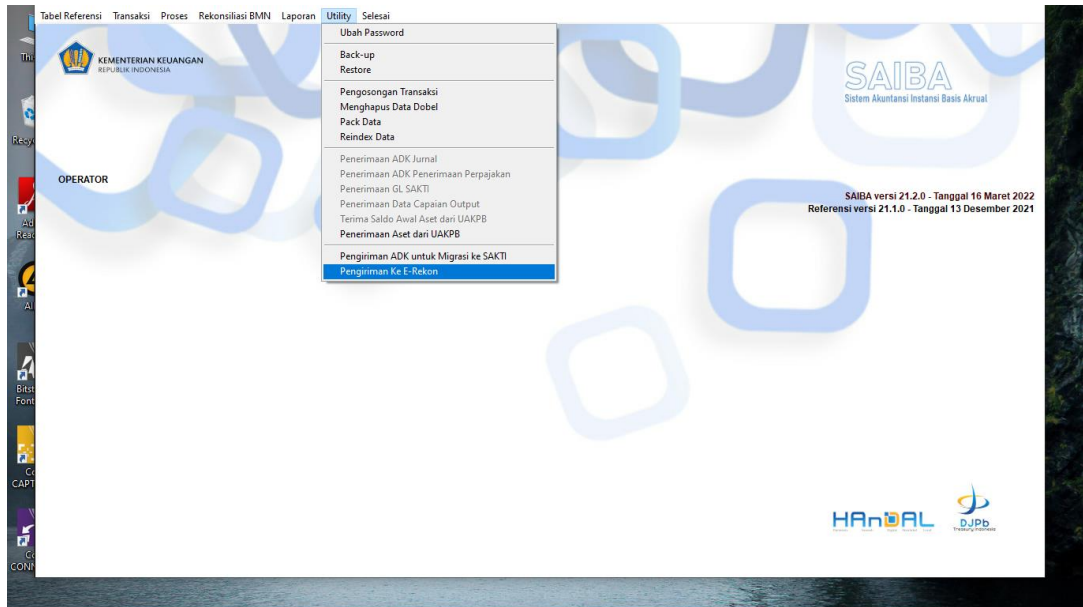 Tabel Referensi Transaksi Proses Rekonsiliasi BMN Laporan Utility Selesai
Ubah Password
Back-up
Restore
Pengosongan Transaksi
Menghapus Data Dobel
Pack Data
Reindex Data
Penerimaan ADK Jurnal
Penerimaan ADK Penerimaan Perpajakan
Penerimaan GL SAKTI
Penerimaan Data Capaian Output
Terima Saldo Awal Aset dari UAKPB
Penerimaan Aset dari UAKPB
Pengiriman ADK untuk Migrasi ke SAKTI
Pengiriman Ke E-Rekon
KEMENTERIAN KEUANGAN
REPUBLIK INDONESIA
SAIBA
Sistem Akuntansi Instansi Basis Akrual
OPERATOR
SAIBA versi 21.2.0 - Tanggal 16 Maret 2022
Referensi versi 21.1.0 - Tanggal 13 Desember 2021
HAnDAL
DJPb
Treasury Indonesia